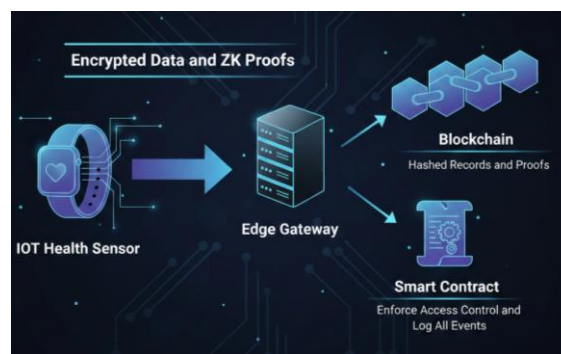 Encrypted Data and ZK Proofs
IOT Health Sensor
Edge Gateway
Blockchain
Hashed Records and Proofs
Smart Contract
Enforce Access Control and
Log All Events